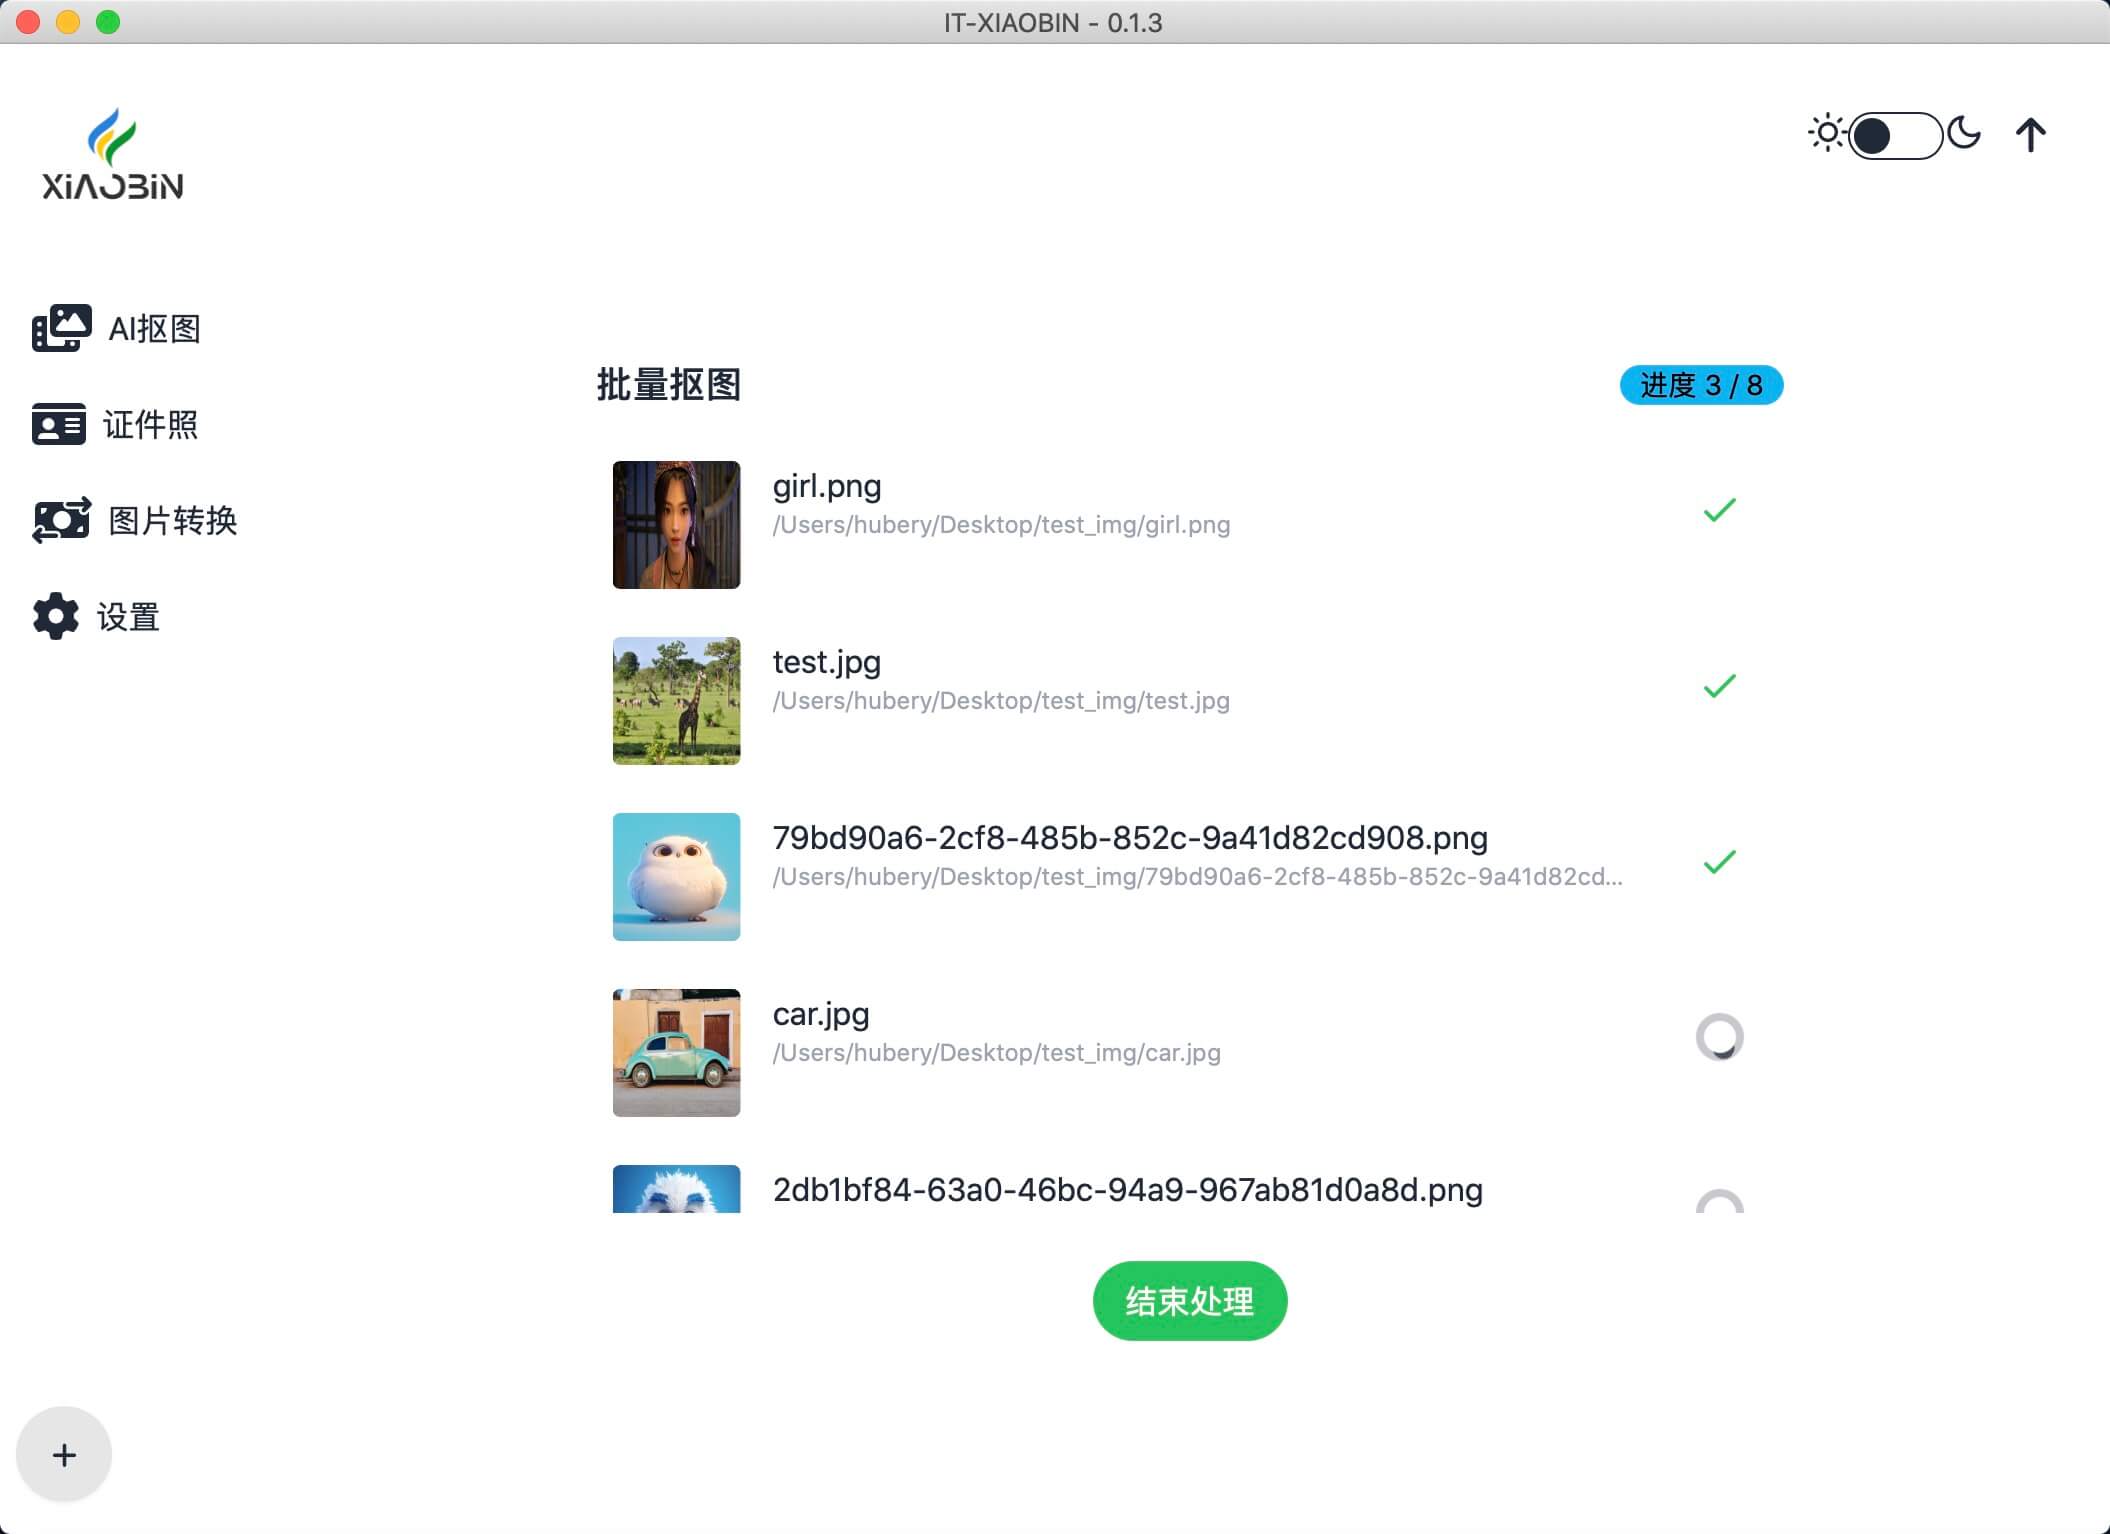 IT-XIAOBIN - 0.1.3
XiAOBiN
AI抠图
证件照
图片转换
设置
批量抠图
进度 3 / 8
girl.png
/Users/hubery/Desktop/test_img/girl.png
test.jpg
/Users/hubery/Desktop/test_img/test.jpg
79bd90a6-2cf8-485b-852c-9a41d82cd908.png
/Users/hubery/Desktop/test_img/79bd90a6-2cf8-485b-852c-9a41d82cd...
car.jpg
/Users/hubery/Desktop/test_img/car.jpg
2db1bf84-63a0-46bc-94a9-967ab81d0a8d.png
结束处理
+